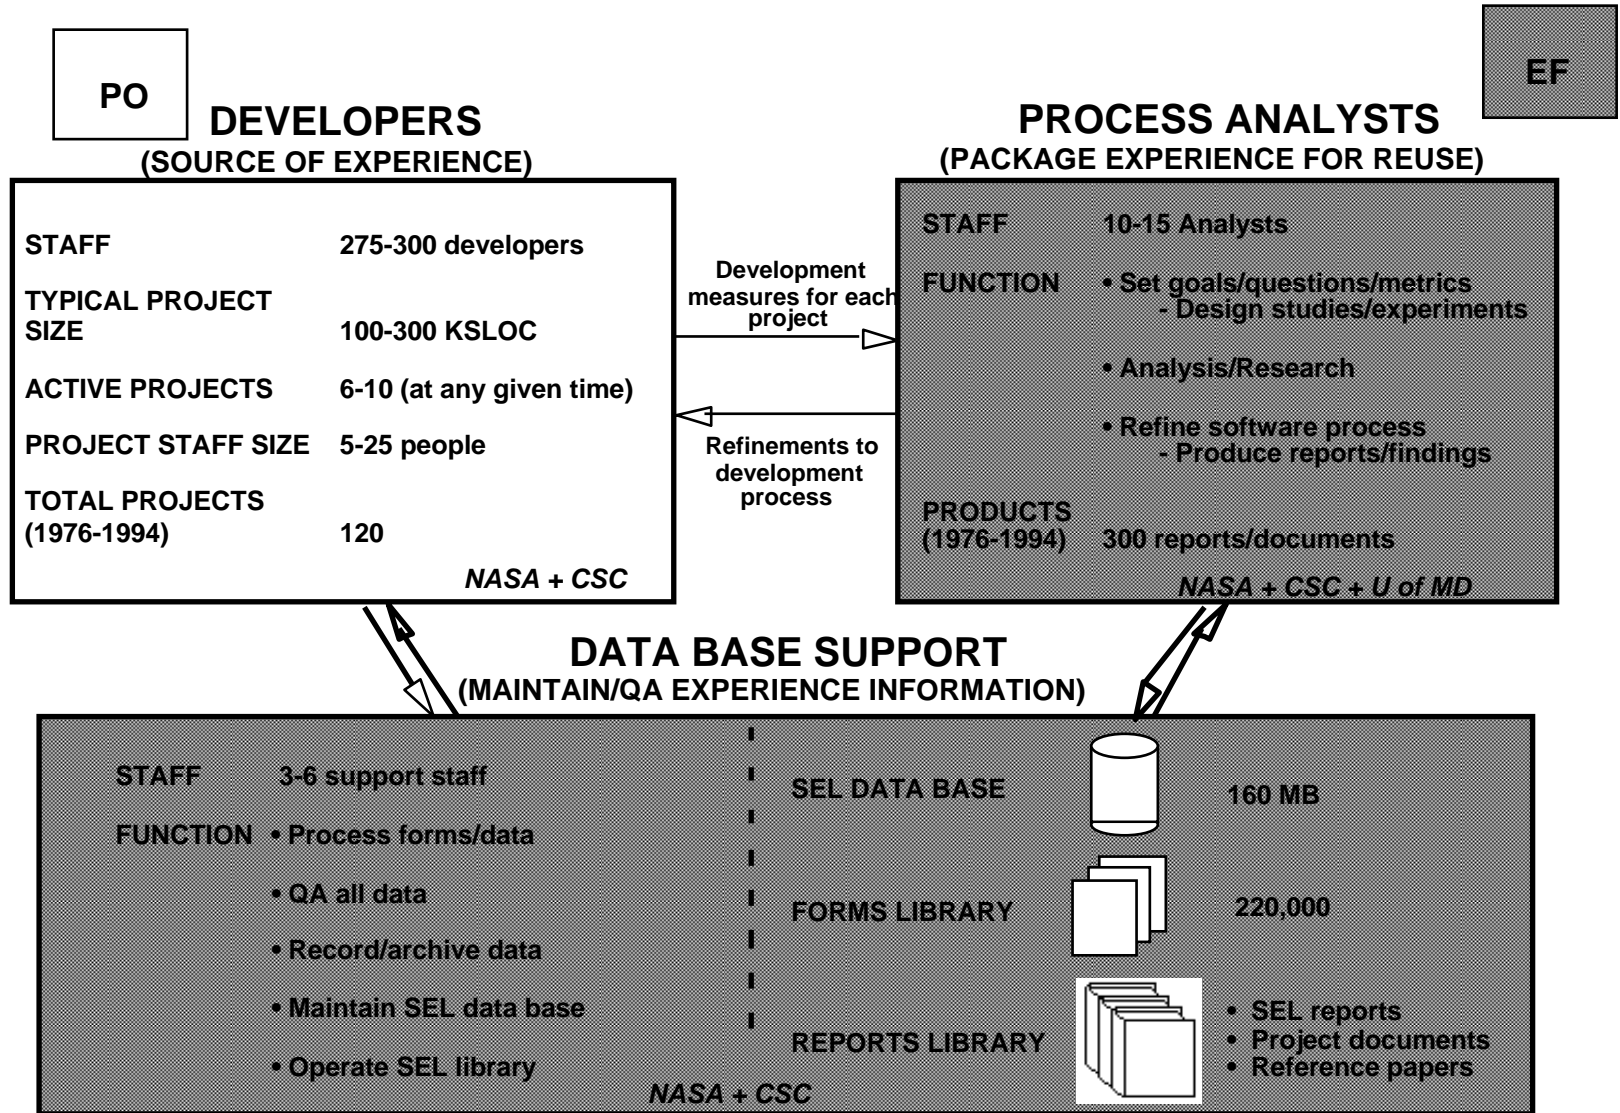 PO
EF
DEVELOPERS
(SOURCE OF EXPERIENCE)
STAFF 275-300 developers
TYPICAL PROJECT
SIZE 100-300 KSLOC
ACTIVE PROJECTS 6-10 (at any given time)
PROJECT STAFF SIZE 5-25 people
TOTAL PROJECTS
(1976-1994) 120
NASA + CSC
Development
measures for each
project
Refinements to
development
process
PROCESS ANALYSTS
(PACKAGE EXPERIENCE FOR REUSE)
STAFF 10-15 Analysts
FUNCTION • Set goals/questions/metrics
- Design studies/experiments
• Analysis/Research
• Refine software process
- Produce reports/findings
PRODUCTS
(1976-1994) 300 reports/documents
NASA + CSC + U of MD
DATA BASE SUPPORT
(MAINTAIN/QA EXPERIENCE INFORMATION)
STAFF 3-6 support staff
FUNCTION • Process forms/data
• QA all data
• Record/archive data
• Maintain SEL data base
• Operate SEL library
NASA + CSC
SEL DATA BASE 160 MB
FORMS LIBRARY 220,000
REPORTS LIBRARY
• SEL reports
• Project documents
• Reference papers